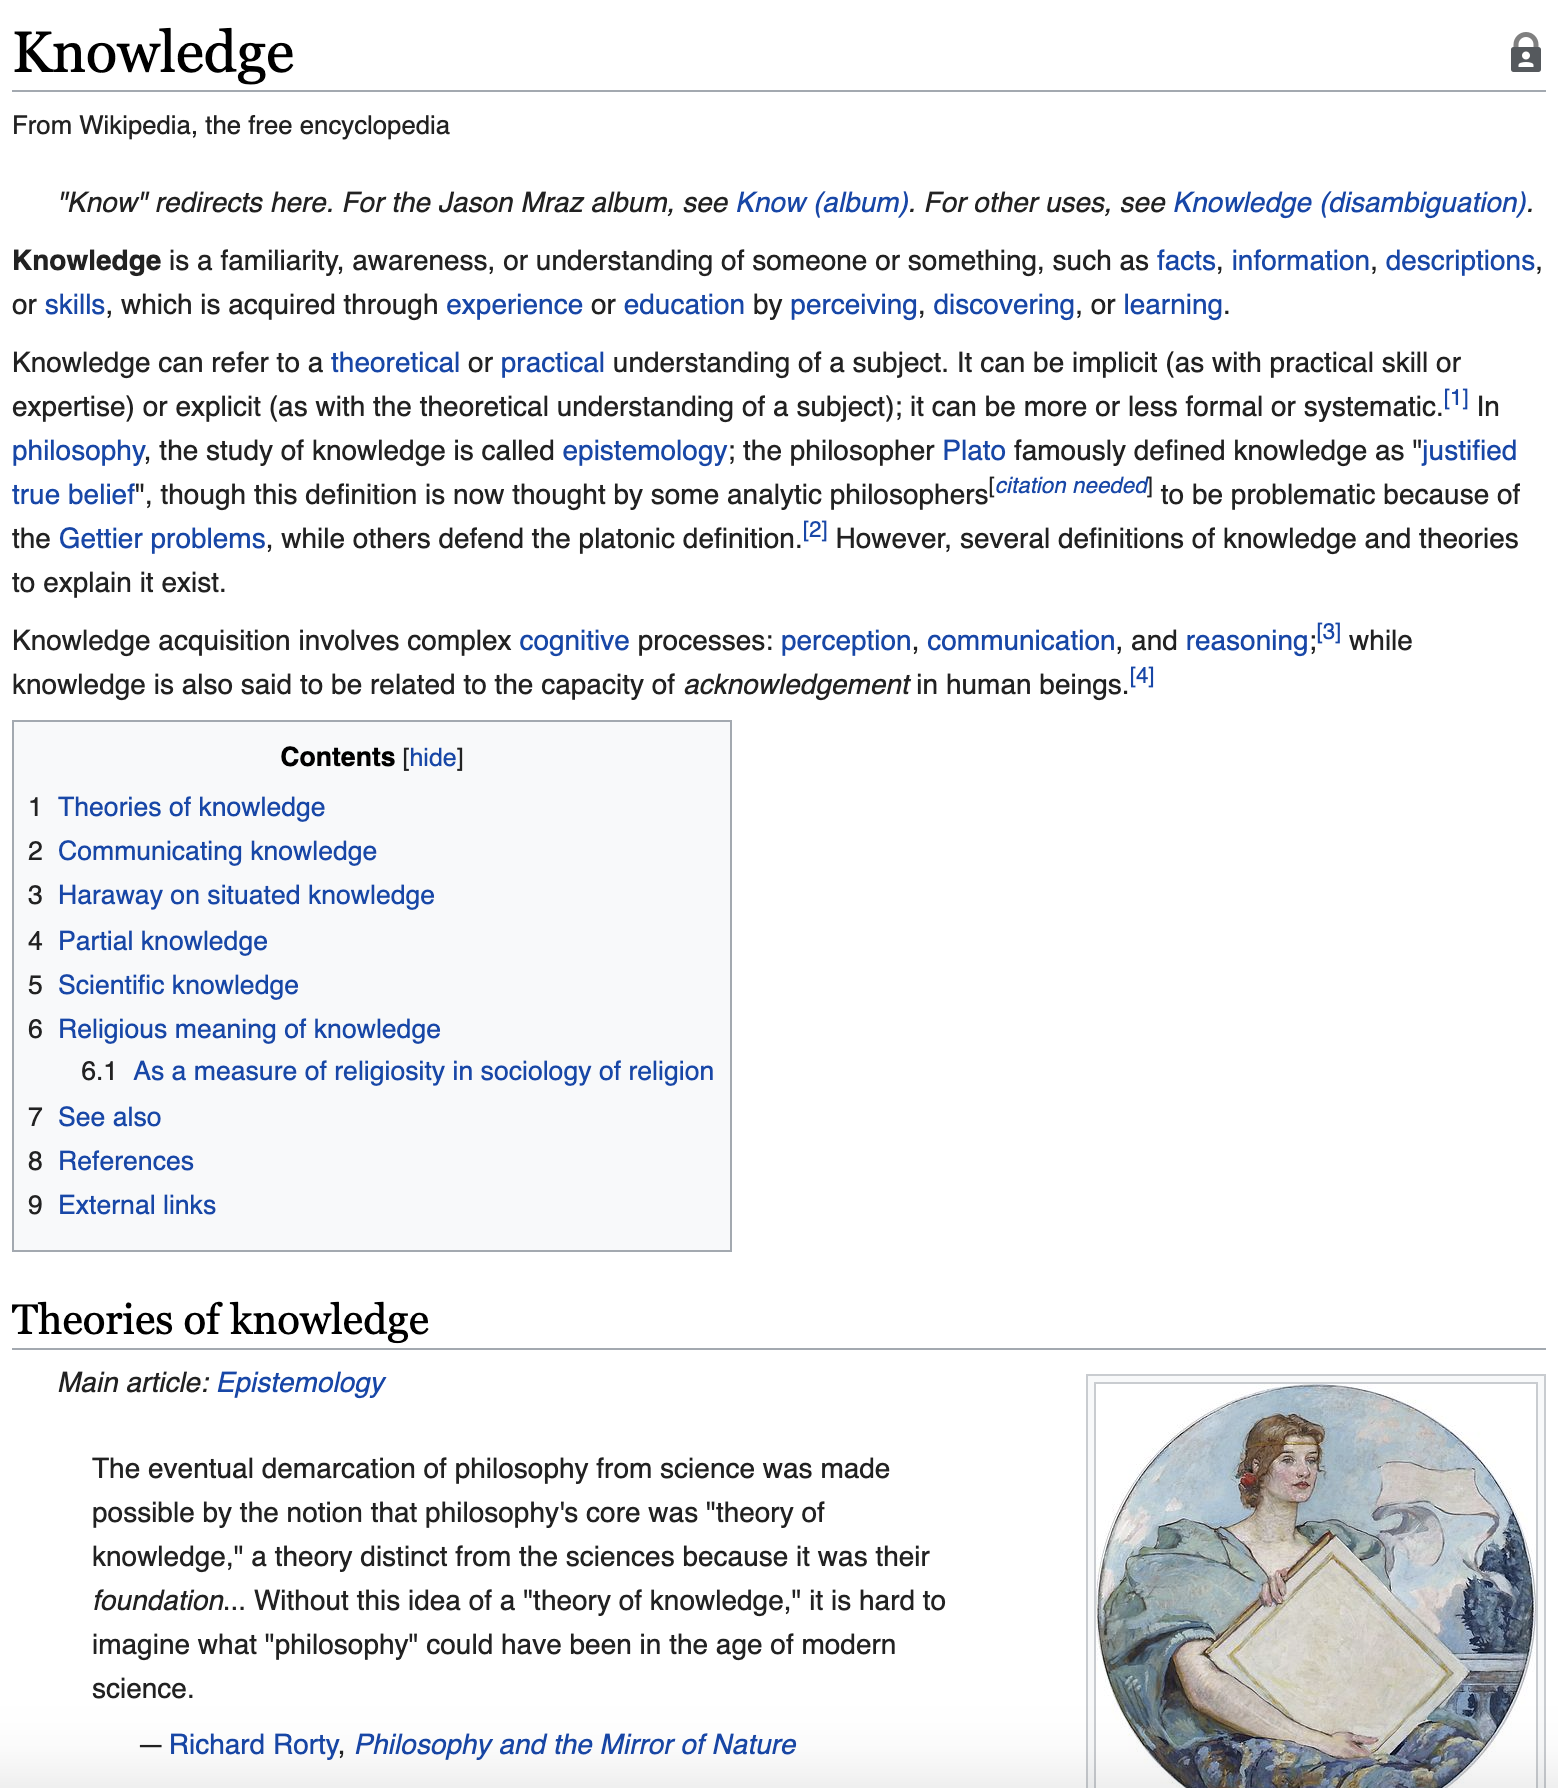 Knowledge
From Wikipedia, the free encyclopedia
"Know" redirects here. For the Jason Mraz album, see Know (album). For other uses, see Knowledge (disambiguation).
Knowledge is a familiarity, awareness, or understanding of someone or something, such as facts, information, descriptions,
or skills, which is acquired through experience or education by perceiving, discovering, or learning.
Knowledge can refer to a theoretical or practical understanding of a subject. It can be implicit (as with practical skill or
expertise) or explicit (as with the theoretical understanding of a subject); it can be more or less formal or systematic.[1] In
philosophy, the study of knowledge is called epistemology; the philosopher Plato famously defined knowledge as "justified
true belief", though this definition is now thought by some analytic philosophers[citation needed] to be problematic because of
the Gettier problems, while others defend the platonic definition.[2] However, several definitions of knowledge and theories
to explain it exist.
Knowledge acquisition involves complex cognitive processes: perception, communication, and reasoning;[3] while
knowledge is also said to be related to the capacity of acknowledgement in human beings.[4]
Contents [hide]
1 Theories of knowledge
2 Communicating knowledge
3 Haraway on situated knowledge
4 Partial knowledge
5 Scientific knowledge
6 Religious meaning of knowledge
6.1 As a measure of religiosity in sociology of religion
7 See also
8 References
9 External links
Theories of knowledge
Main article: Epistemology
The eventual demarcation of philosophy from science was made
possible by the notion that philosophy's core was "theory of
knowledge," a theory distinct from the sciences because it was their
foundation... Without this idea of a "theory of knowledge," it is hard to
imagine what "philosophy" could have been in the age of modern
science.
— Richard Rorty, Philosophy and the Mirror of Nature